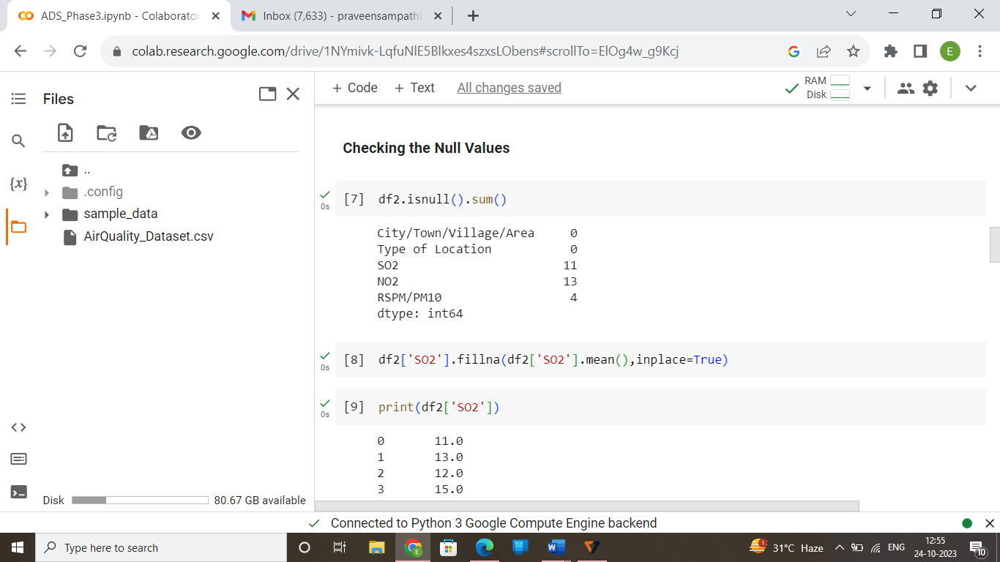 ADS_Phase3.ipynb - Colaborator
Inbox (7,633) - praveensampathk
colab.research.google.com/drive/1NYmivk-LqfuNlE5Blkxes4szxsLObens#scrollTo=ElOg4w_g9Kcj
E
Files
+ Code + Text All changes saved
RAM
Disk
{x}
..
.config
sample_data
AirQuality_Dataset.csv
Checking the Null Values
0s [7] df2.isnull().sum()
City/Town/Village/Area 0
Type of Location 0
SO2 11
NO2 13
RSPM/PM10 4
dtype: int64
0s [8] df2['SO2'].fillna(df2['SO2'].mean(),inplace=True)
0s [9] print(df2['SO2'])
0 11.0
1 13.0
2 12.0
3 15.0
Disk 80.67 GB available
Connected to Python 3 Google Compute Engine backend
Type here to search
31°C Haze
ENG
12:55
24-10-2023
10